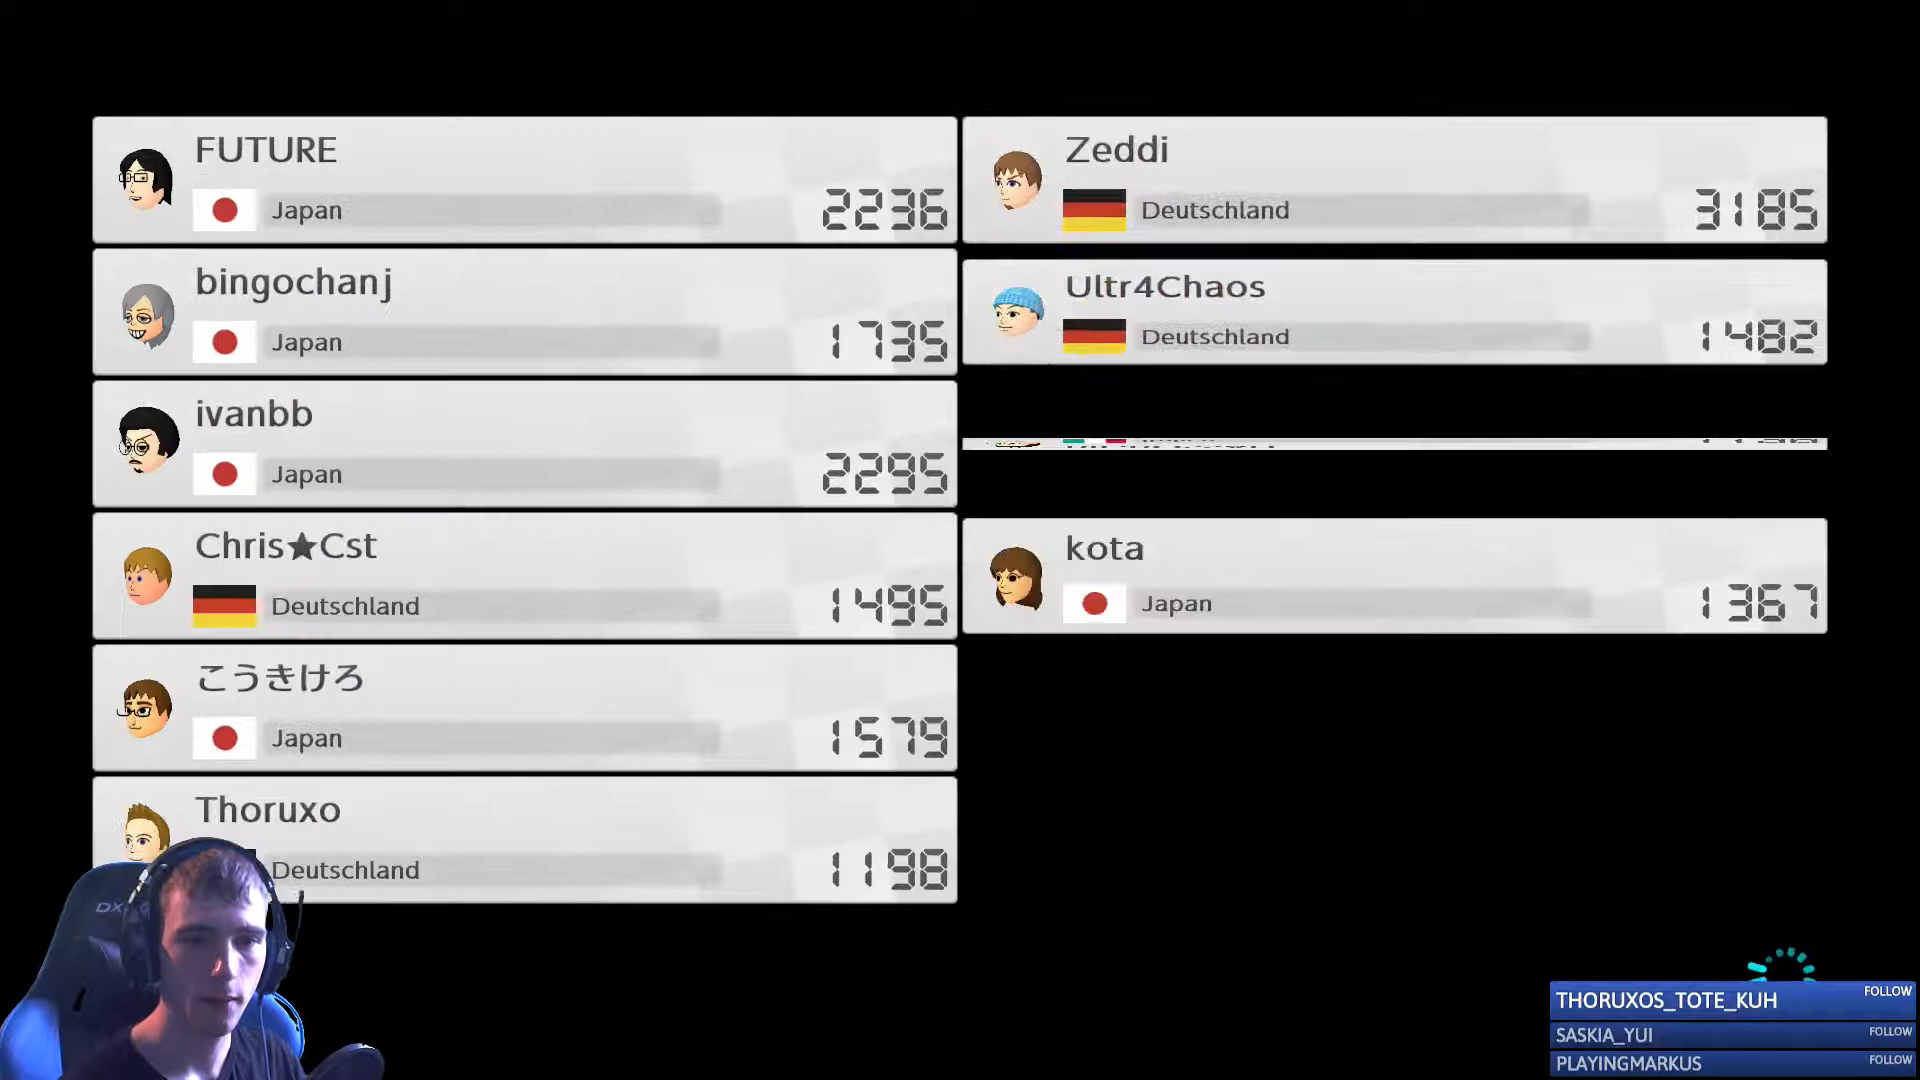 FUTURE
Japan
2236
bingochanj
Japan
1735
ivanbb
Japan
2295
Chris★Cst
Deutschland
1495
こうきけろ
Japan
1579
Thoruxo
Deutschland
1198
Zeddi
Deutschland
3185
Ultr4Chaos
Deutschland
1482
kota
Japan
1367
THORUXOS_TOTE_KUH FOLLOW
SASKIA_YUI FOLLOW
PLAYINGMARKUS FOLLOW